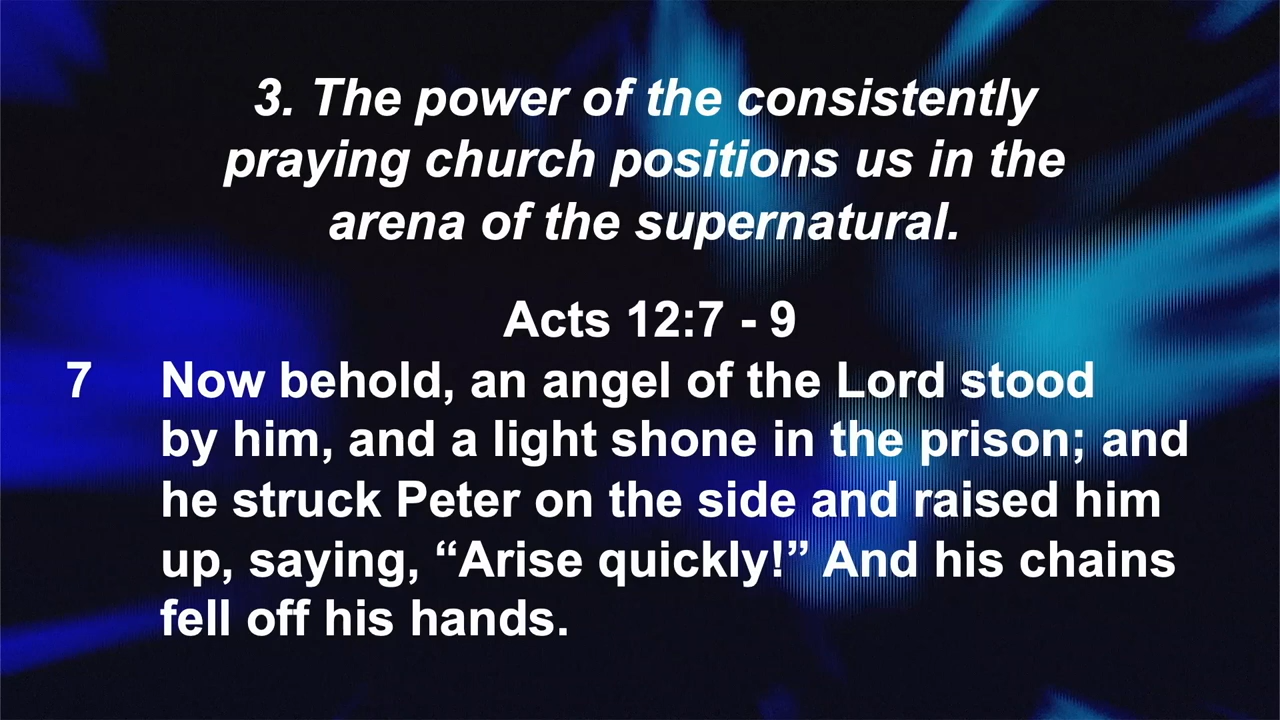 3. The power of the consistently
praying church positions us in the
arena of the supernatural.
Acts 12:7 - 9
7 Now behold, an angel of the Lord stood
by him, and a light shone in the prison; and
he struck Peter on the side and raised him
up, saying, “Arise quickly!” And his chains
fell off his hands.